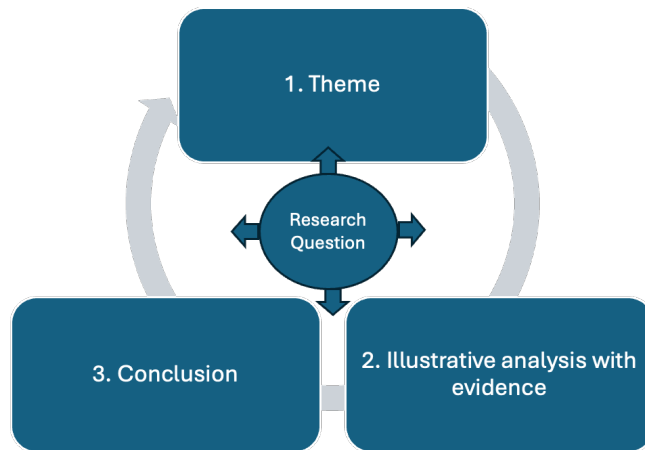 1. Theme
Research
Question
3. Conclusion
2. Illustrative analysis with
evidence